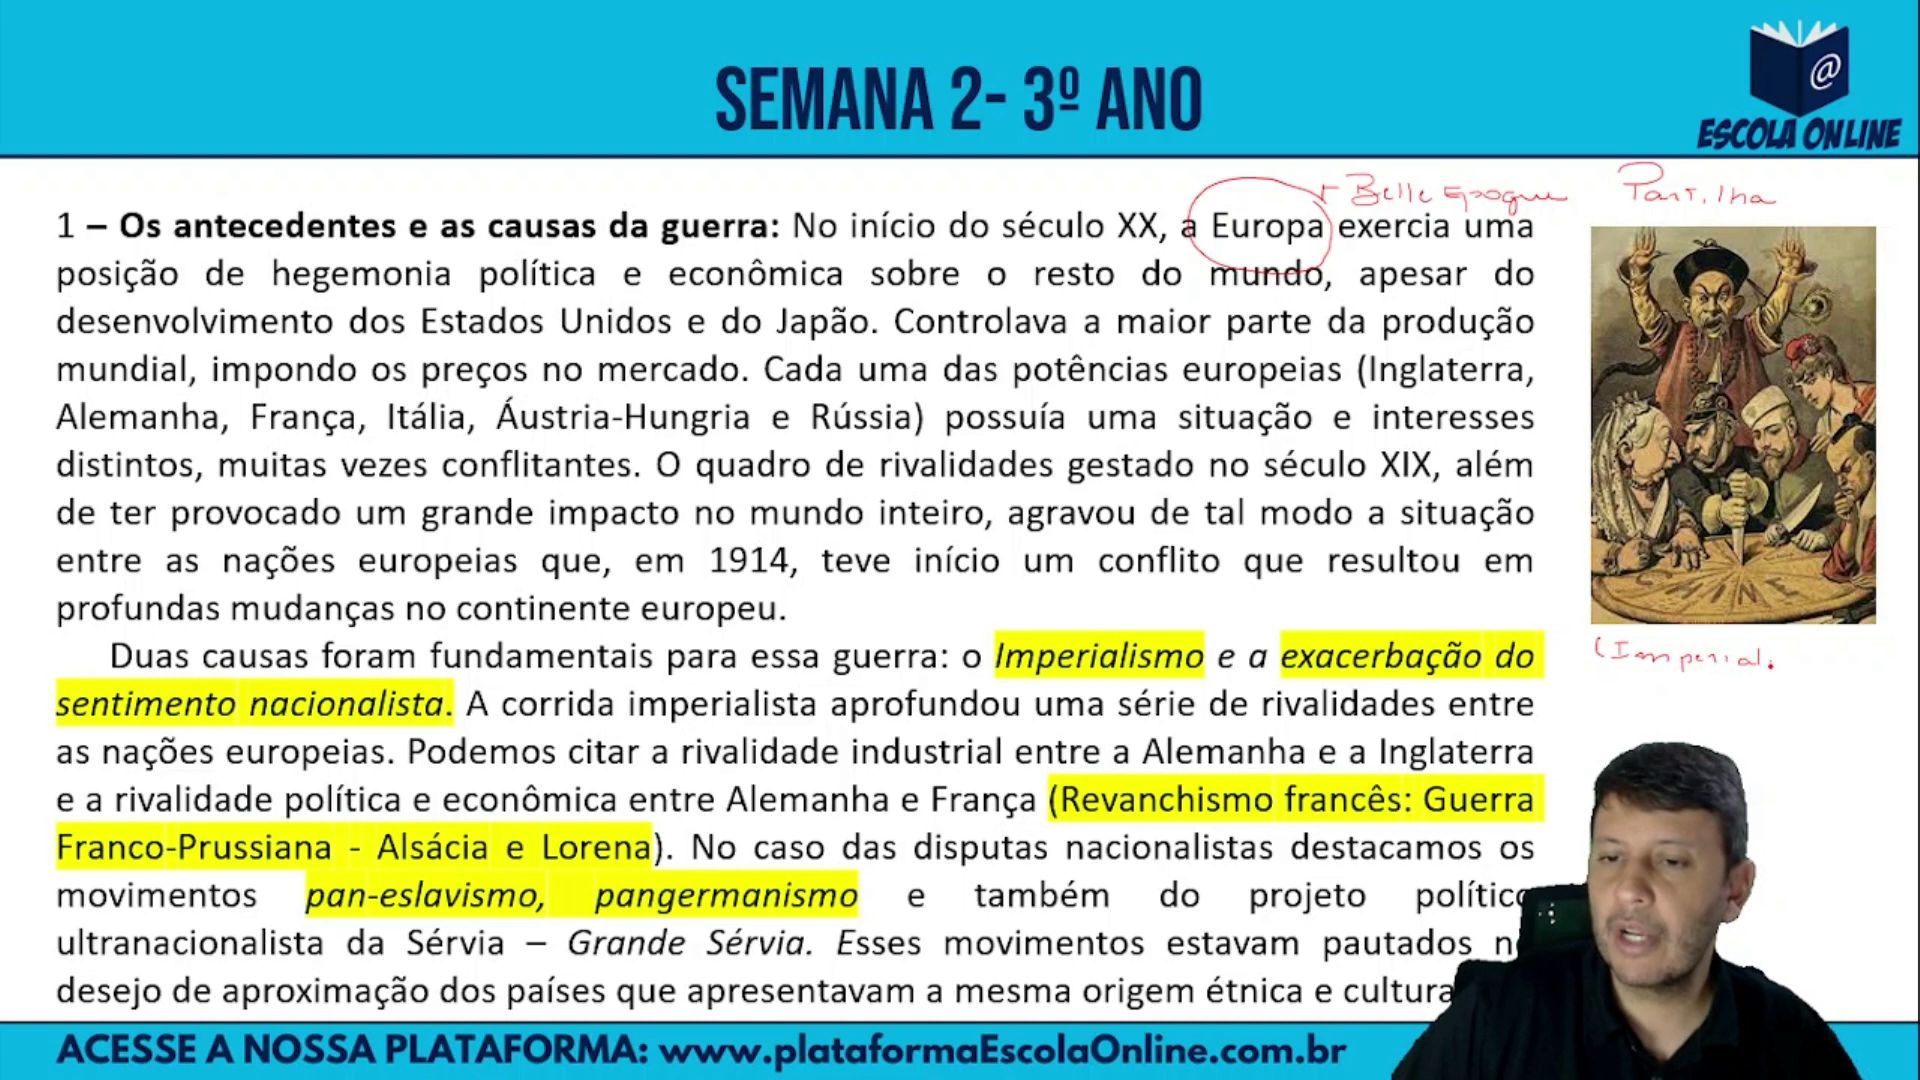 SEMANA 2- 3º ANO
@
ESCOLA ONLINE
Belle Epoque
Partilha
1 – Os antecedentes e as causas da guerra: No início do século XX, a Europa exercia uma
posição de hegemonia política e econômica sobre o resto do mundo, apesar do
desenvolvimento dos Estados Unidos e do Japão. Controlava a maior parte da produção
mundial, impondo os preços no mercado. Cada uma das potências europeias (Inglaterra,
Alemanha, França, Itália, Áustria-Hungria e Rússia) possuía uma situação e interesses
distintos, muitas vezes conflitantes. O quadro de rivalidades gestado no século XIX, além
de ter provocado um grande impacto no mundo inteiro, agravou de tal modo a situação
entre as nações europeias que, em 1914, teve início um conflito que resultou em
profundas mudanças no continente europeu.
CHINE
Duas causas foram fundamentais para essa guerra: o Imperialismo e a exacerbação do
(Imperial.
sentimento nacionalista. A corrida imperialista aprofundou uma série de rivalidades entre
as nações europeias. Podemos citar a rivalidade industrial entre a Alemanha e a Inglaterra
e a rivalidade política e econômica entre Alemanha e França (Revanchismo francês: Guerra
Franco-Prussiana - Alsácia e Lorena). No caso das disputas nacionalistas destacamos os
movimentos pan-eslavismo, pangermanismo e também do projeto político
ultranacionalista da Sérvia – Grande Sérvia. Esses movimentos estavam pautados n
desejo de aproximação dos países que apresentavam a mesma origem étnica e cultura
ACESSE A NOSSA PLATAFORMA: www.plataformaEscolaOnline.com.br